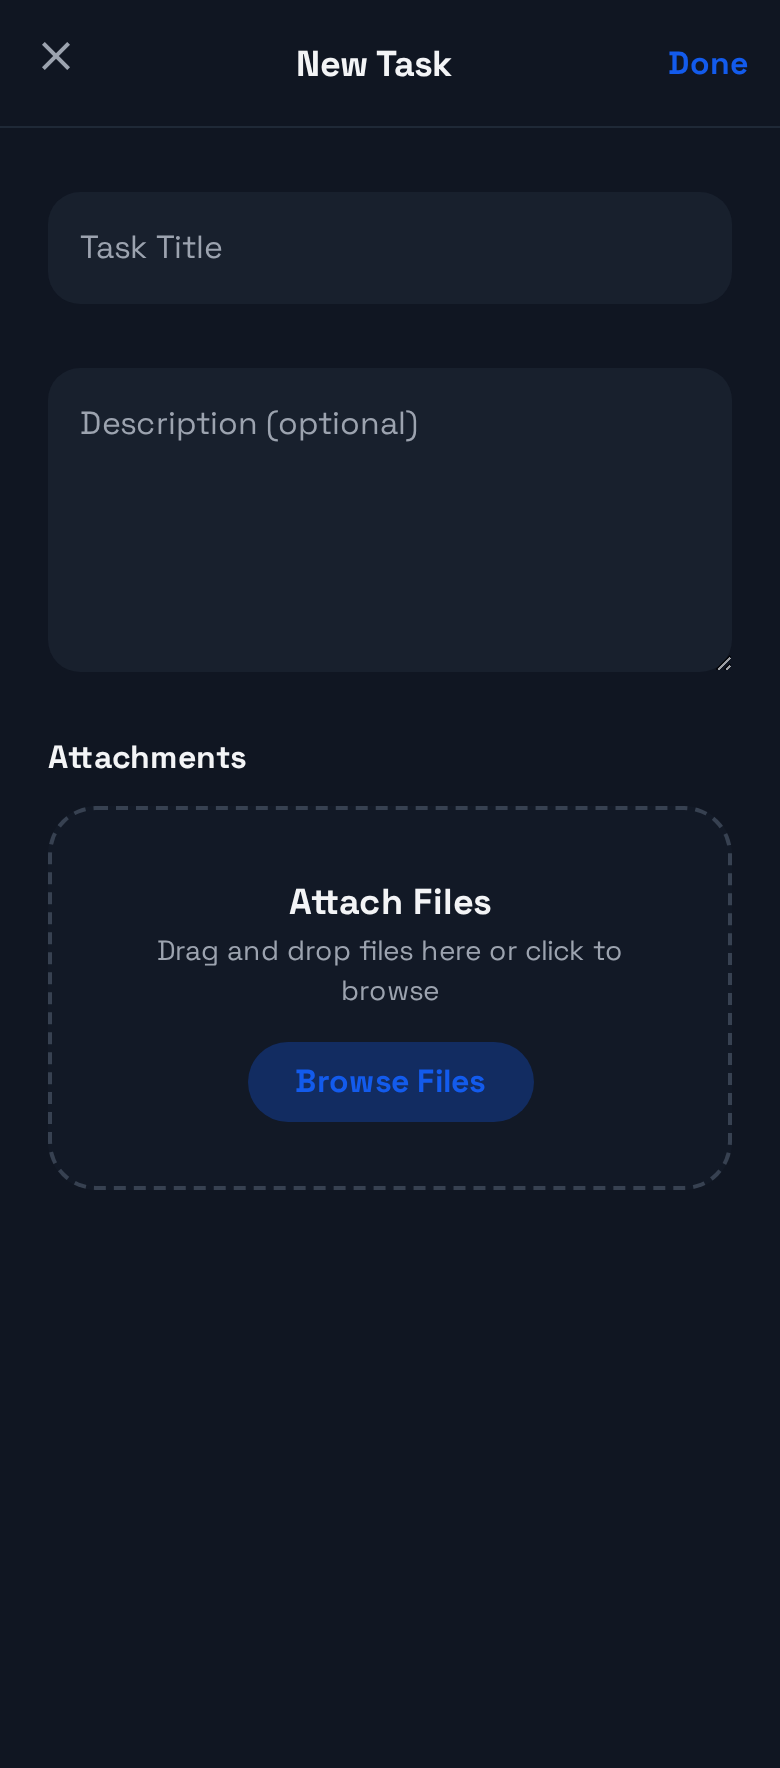 New Task
Done
Task Title
Description (optional)
Attachments
Attach Files
Drag and drop files here or click to
browse
Browse Files